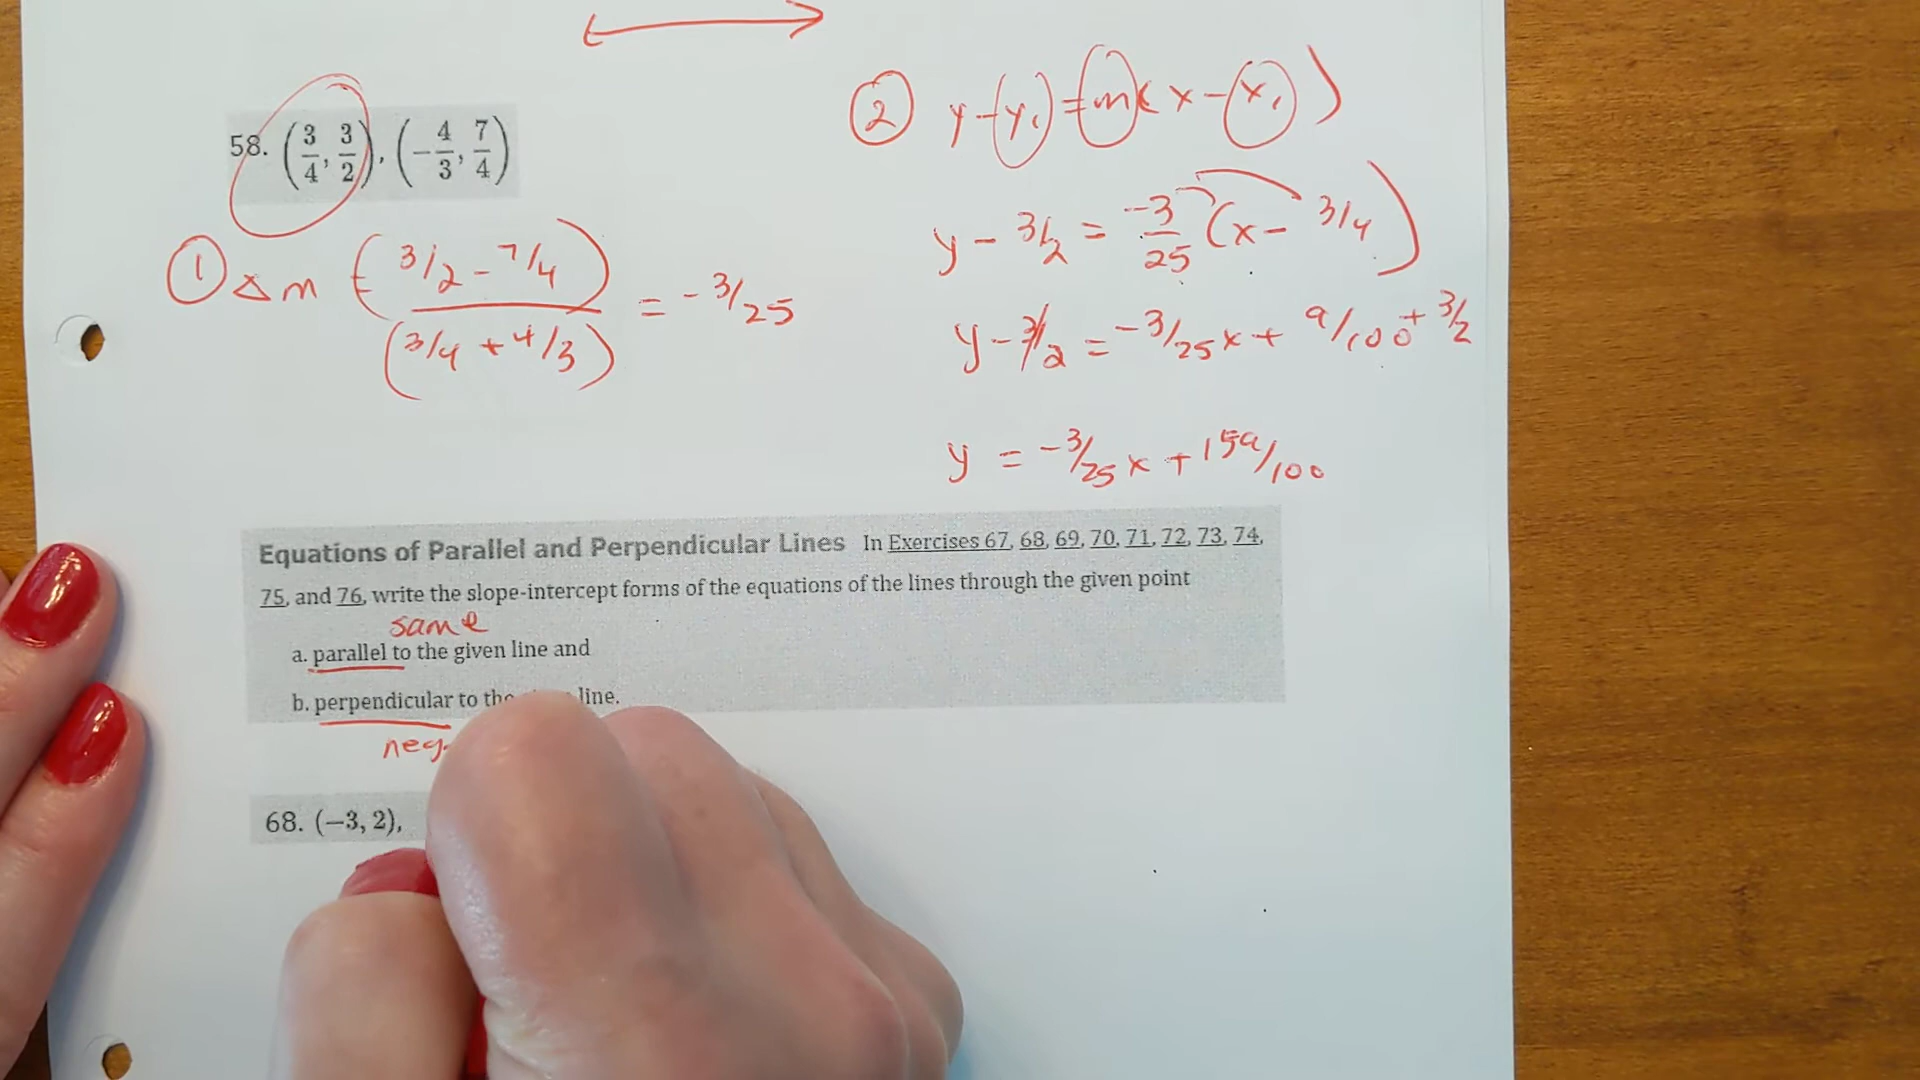 ② y-y₁=m(x-x₁)
58. (3/4, 3/2), (-4/3, 7/4)
y - 3/2 = -3/25 (x - 3/4)
① Δm = (3/2 - 7/4)/(3/4 + 4/3) = -3/25
y - 3/2 = -3/25x + 9/100 + 3/2
y = -3/25x + 159/100
Equations of Parallel and Perpendicular Lines In Exercises 67, 68, 69, 70, 71, 72, 73, 74,
75, and 76, write the slope-intercept forms of the equations of the lines through the given point
same
a. parallel to the given line and
b. perpendicular to the line.
neg.
68. (−3, 2),